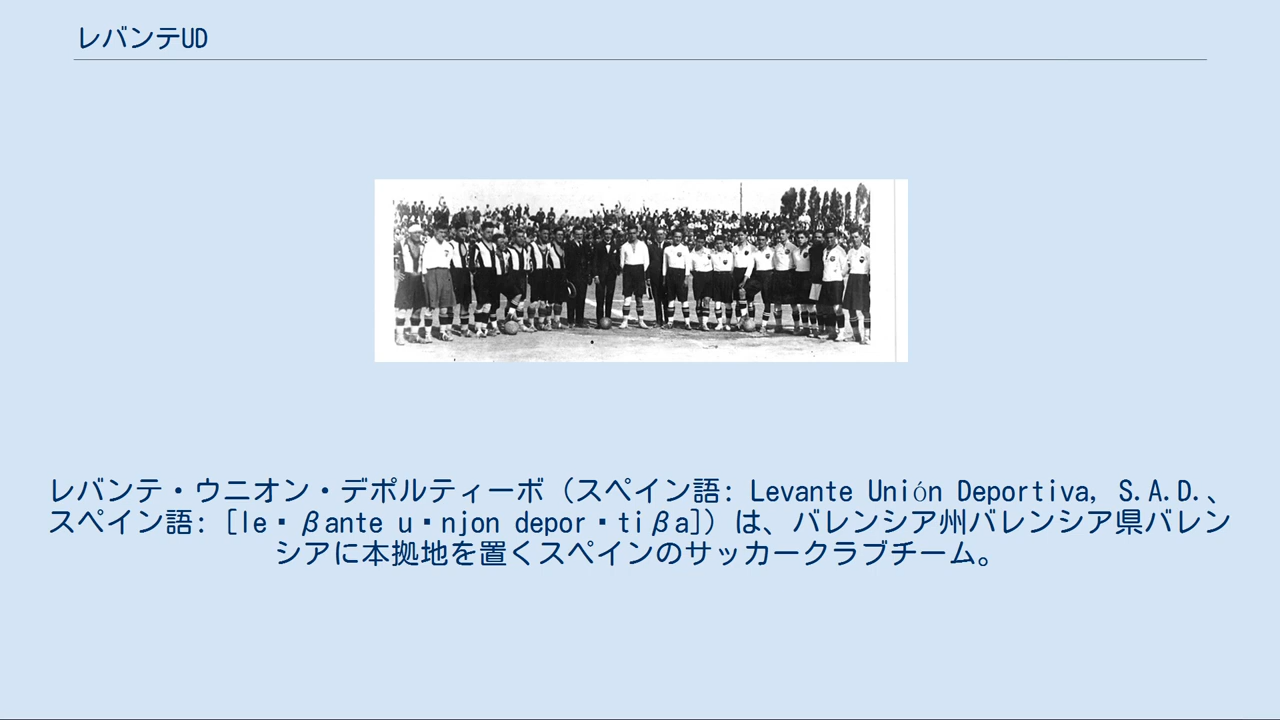 レバンテUD
レバンテ・ウニオン・デポルティーボ（スペイン語: Levante Unión Deportiva, S.A.D.、
スペイン語: [le▪βante u▪njon depor▪tiβa]）は、バレンシア州バレンシア県バレン
シアに本拠地を置くスペインのサッカークラブチーム。